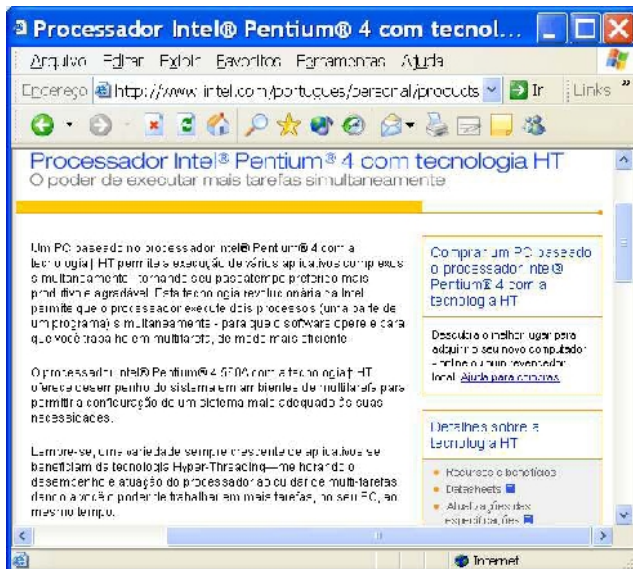 Processador Intel® Pentium® 4 com tecnol...
Arquivo Editar Exibir Favoritos Ferramentas Ajuda
Endereço http://www.intel.com/portugues/personal/products Ir Links »
Processador Intel® Pentium® 4 com tecnologia HT
O poder de executar mais tarefas simultaneamente
Um PC baseado no processador Intel® Pentium® 4 com a
tecnologia† HT permite a execução de vários aplicativos complexos
simultaneamente - tornando seu passatempo preferido mais
produtivo e agradável. Esta tecnologia revolucionária da Intel
permite que o processador execute dois processos (uma parte de
um programa) simultaneamente - para que o software opere e para
que você trabalhe em multitarefa, de modo mais eficiente.
O processador Intel® Pentium® 4 com a tecnologia† HT
oferece desempenho do sistema em ambientes de multitarefa para
permitir a configuração de um sistema mais adequado às suas
necessidades.
Lembre-se, uma variedade sempre crescente de aplicativos se
beneficiam da tecnologia Hyper-Threading—melhorando o
desempenho e atuação do processador ao cuidar de multi-tarefas
dando a você o poder de trabalhar em mais tarefas, no seu PC, ao
mesmo tempo.
Comprar um PC baseado
o processador Intel®
Pentium® 4 com a
tecnologia HT
Descubra o melhor lugar para
adquirir o seu novo computador
- online ou num revendedor
local. Ajuda para compras
Detalhes sobre a
tecnologia HT
Recursos e benefícios
Datasheets
Atualizações das
especificações
Internet